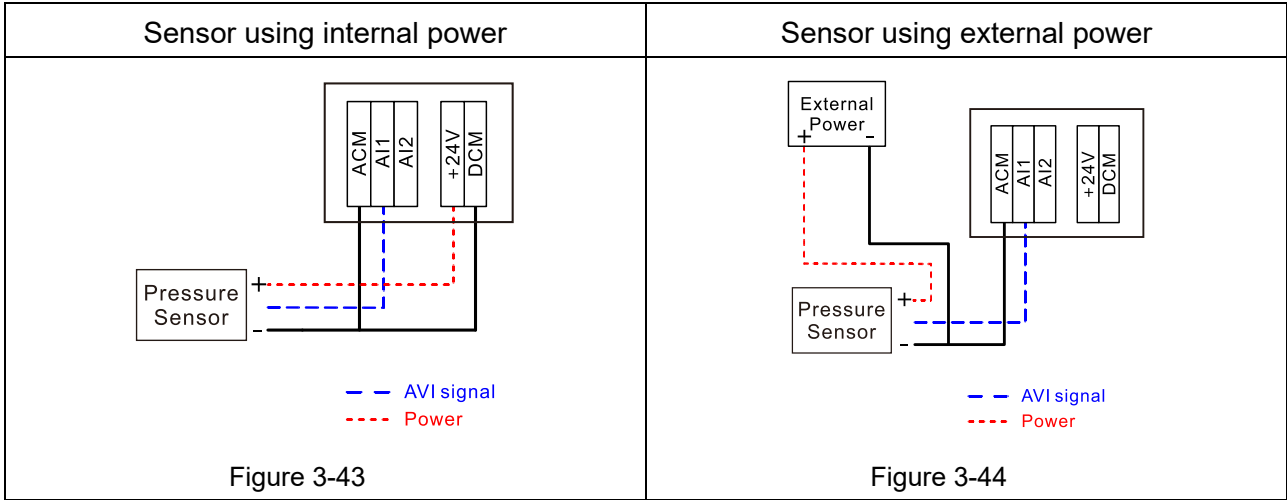 Sensor using internal power
Sensor using external power
ACM
AI1
AI2
+24V
DCM
Pressure
Sensor
+
-
AVI signal
Power
Figure 3-43
External
Power
+
-
ACM
AI1
AI2
+24V
DCM
Pressure
Sensor
+
-
AVI signal
Power
Figure 3-44